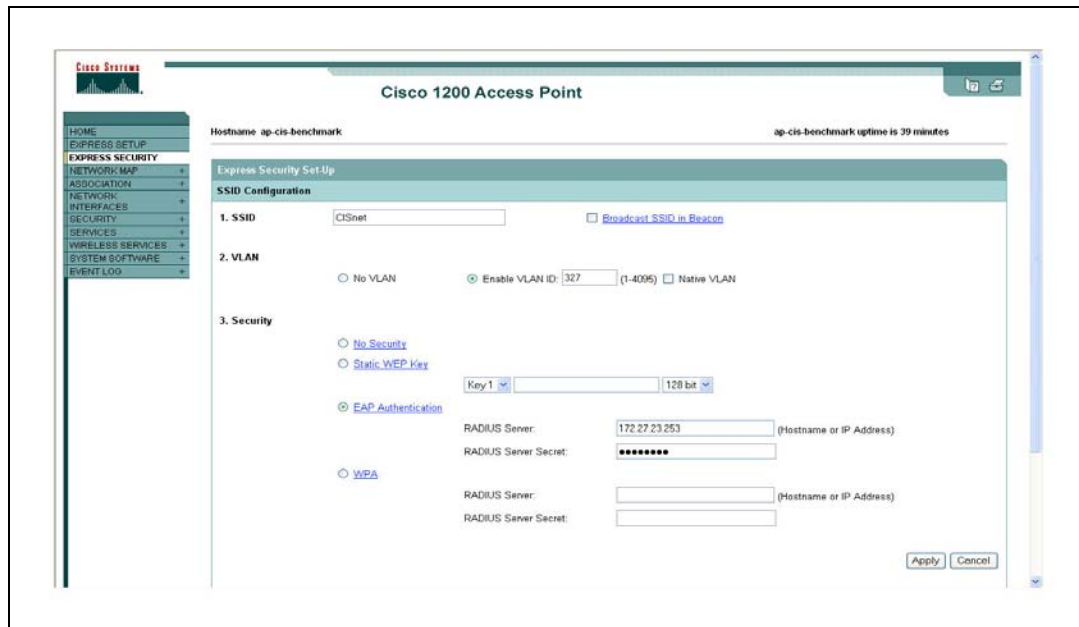 CISCO SYSTEMS
Cisco 1200 Access Point
HOME
EXPRESS SETUP
EXPRESS SECURITY
NETWORK MAP +
ASSOCIATION +
NETWORK INTERFACES +
SECURITY +
SERVICES +
WIRELESS SERVICES +
SYSTEM SOFTWARE +
EVENT LOG +
Hostname ap-cis-benchmark ap-cis-benchmark uptime is 39 minutes
Express Security Set-Up
SSID Configuration
1. SSID CISnet Broadcast SSID in Beacon
2. VLAN
No VLAN Enable VLAN ID: 327 (1-4095) Native VLAN
3. Security
No Security
Static WEP Key
Key 1 128 bit
EAP Authentication
RADIUS Server: 172.27.23.253 (Hostname or IP Address)
RADIUS Server Secret: ●●●●●●●●
WPA
RADIUS Server: (Hostname or IP Address)
RADIUS Server Secret:
Apply Cancel